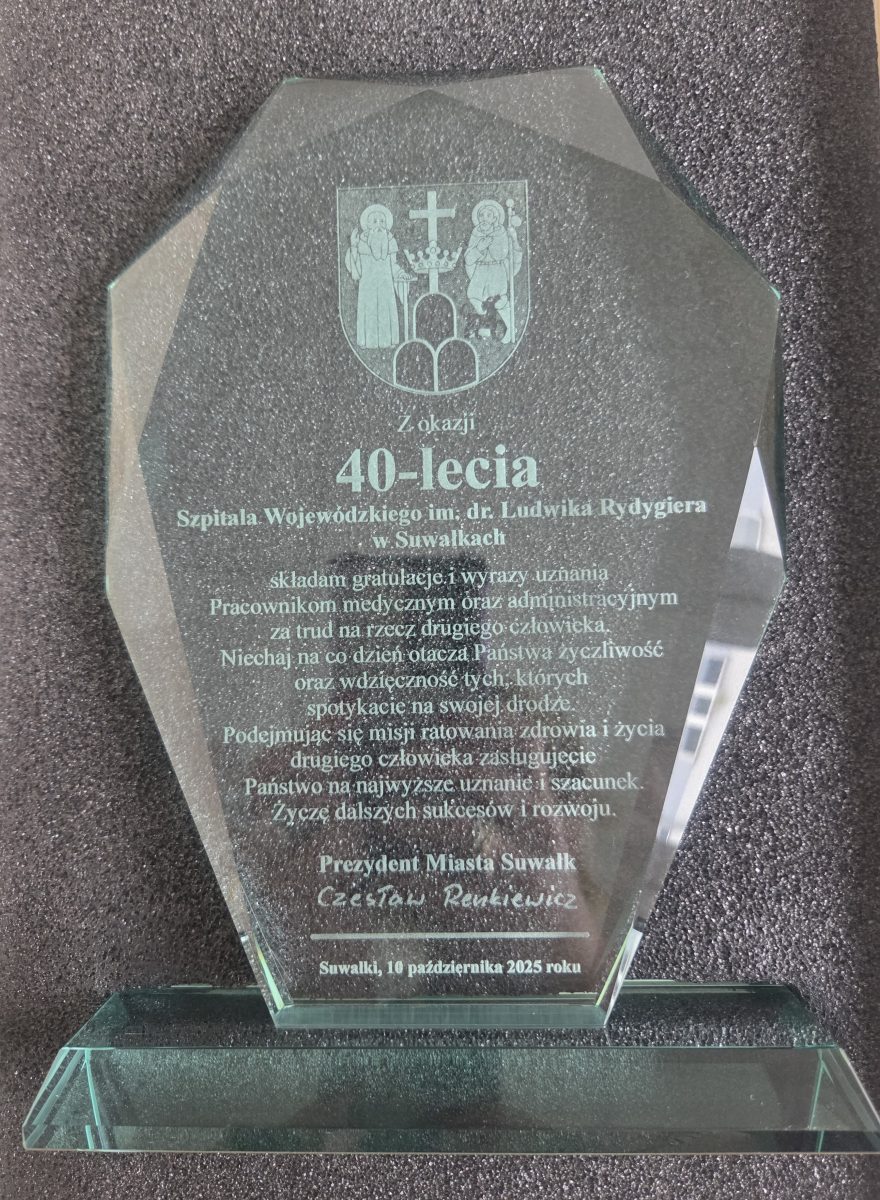 Z okazji
40-lecia
Szpitala Wojewódzkiego im. dr. Ludwika Rydygiera
w Suwałkach
składam gratulacje i wyrazy uznania
Pracownikom medycznym oraz administracyjnym
za trud na rzecz drugiego człowieka.
Niechaj na co dzień otacza Państwa życzliwość
oraz wdzięczność tych, których
spotykacie na swojej drodze.
Podejmując się misji ratowania zdrowia i życia
drugiego człowieka zasługujecie
Państwo na najwyższe uznanie i szacunek.
Życzę dalszych sukcesów i rozwoju.
Prezydent Miasta Suwałk
Czesław Renkiewicz
Suwałki, 10 października 2025 roku